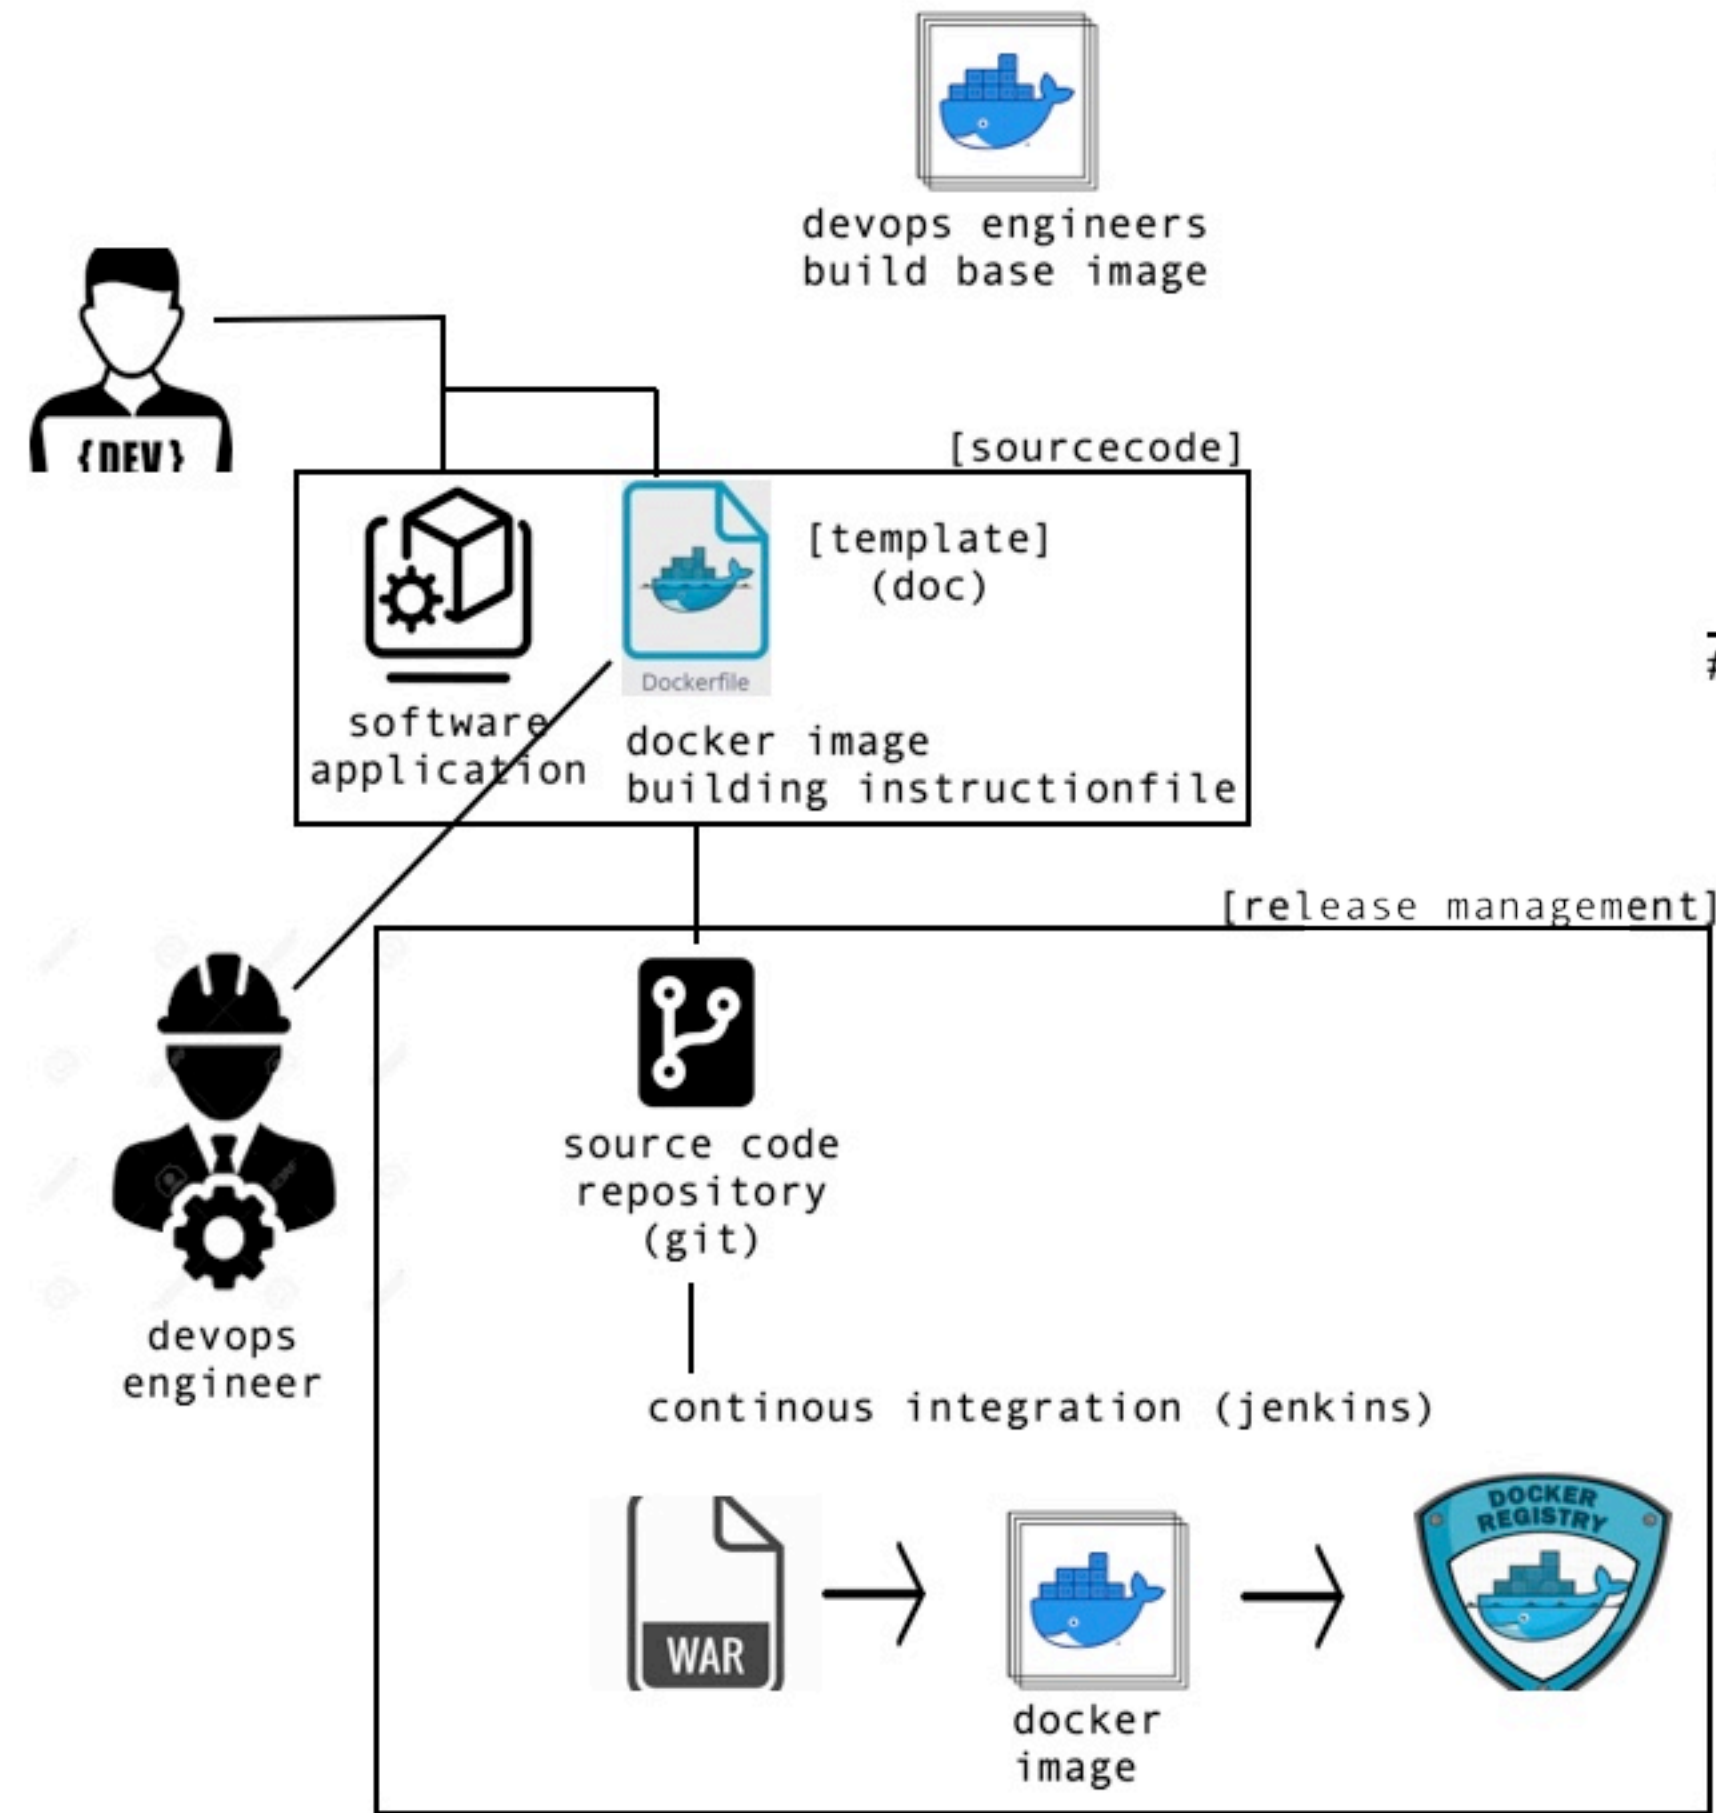 devops engineers
build base image
{DEV}
[sourcecode]
[template]
(doc)
Dockerfile
software
application
docker image
building instructionfile
[release management]
source code
repository
(git)
devops
engineer
continous integration (jenkins)
WAR
DOCKER
REGISTRY
docker
image